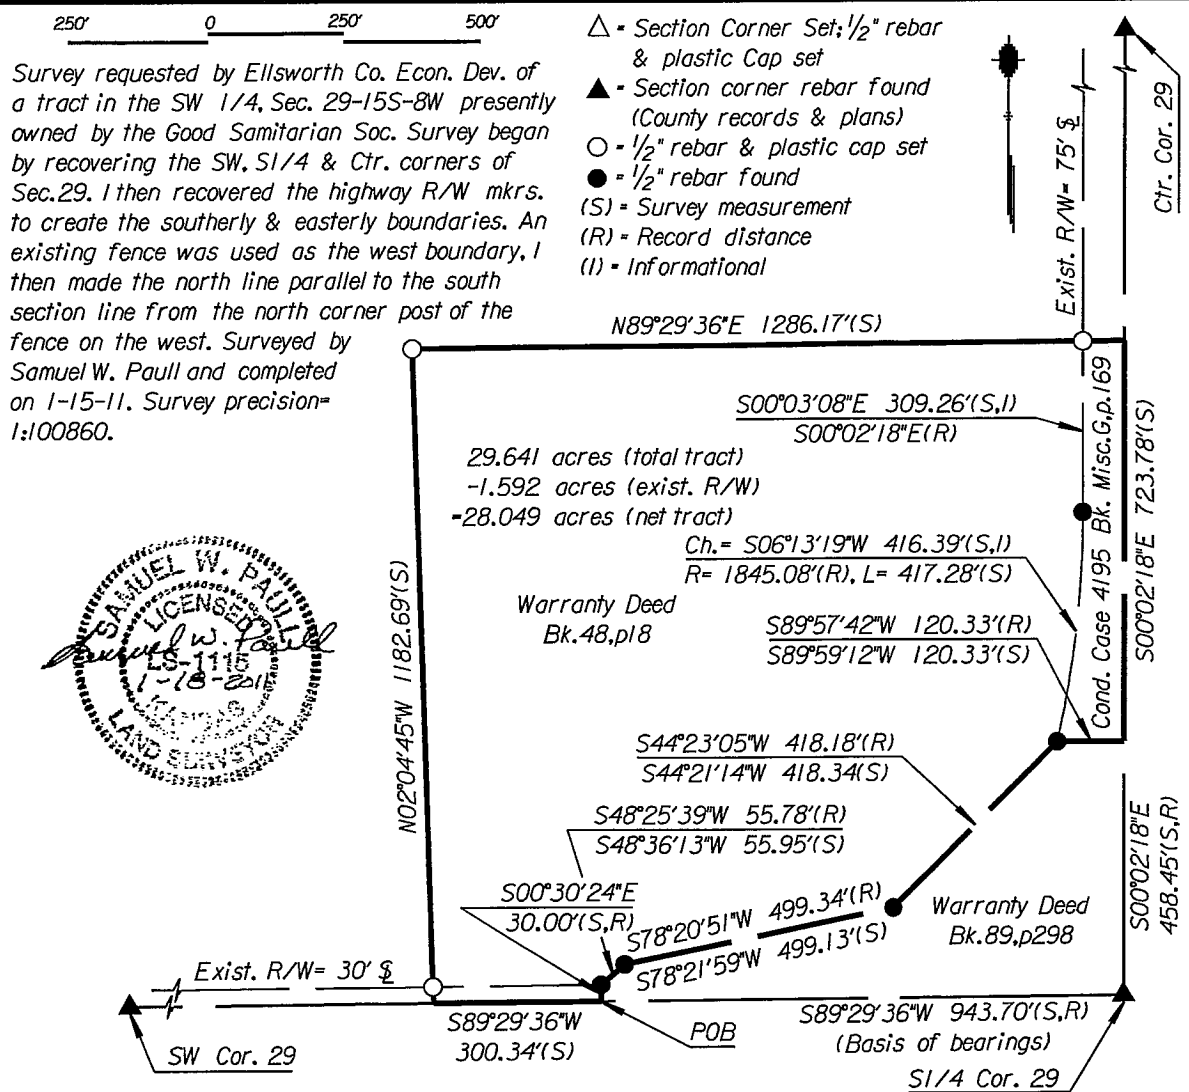 250' 0 250' 500'
Survey requested by Ellsworth Co. Econ. Dev. of
a tract in the SW 1/4, Sec. 29-15S-8W presently
owned by the Good Samitarian Soc. Survey began
by recovering the SW, S1/4 & Ctr. corners of
Sec.29. I then recovered the highway R/W mkrs.
to create the southerly & easterly boundaries. An
existing fence was used as the west boundary, I
then made the north line parallel to the south
section line from the north corner post of the
fence on the west. Surveyed by
Samuel W. Paull and completed
on 1-15-11. Survey precision=
1:100860.
△ = Section Corner Set; 1/2" rebar
& plastic Cap set
▲ = Section corner rebar found
(County records & plans)
○ = 1/2" rebar & plastic cap set
● = 1/2" rebar found
(S) = Survey measurement
(R) = Record distance
(I) = Informational
Exist. R/W= 75' ℄
Ctr. Cor. 29
N89°29'36"E 1286.17'(S)
S00°03'08"E 309.26'(S,I)
S00°02'18"E(R)
Cond. Case 4195 Bk. Misc.G,p.169
S00°02'18"E 723.78'(S)
29.641 acres (total tract)
-1.592 acres (exist. R/W)
=28.049 acres (net tract)
Ch.= S06°13'19"W 416.39'(S,I)
R= 1845.08'(R), L= 417.28'(S)
Warranty Deed
Bk.48,p18
S89°57'42"W 120.33'(R)
S89°59'12"W 120.33'(S)
N02°04'45"W 1182.69'(S)
SAMUEL W. PAULL
LICENSED
Samuel W. Paull
LS-1115
1-18-2011
KANSAS
LAND SURVEYOR
S44°23'05"W 418.18'(R)
S44°21'14"W 418.34(S)
S48°25'39"W 55.78'(R)
S48°36'13"W 55.95'(S)
S00°30'24"E
30.00'(S,R)
S78°20'51"W 499.34'(R)
S78°21'59"W 499.13'(S)
Warranty Deed
Bk.89,p298
S00°02'18"E
458.45'(S,R)
Exist. R/W= 30' ℄
SW Cor. 29
S89°29'36"W
300.34'(S)
POB
S89°29'36"W 943.70'(S,R)
(Basis of bearings)
S1/4 Cor. 29